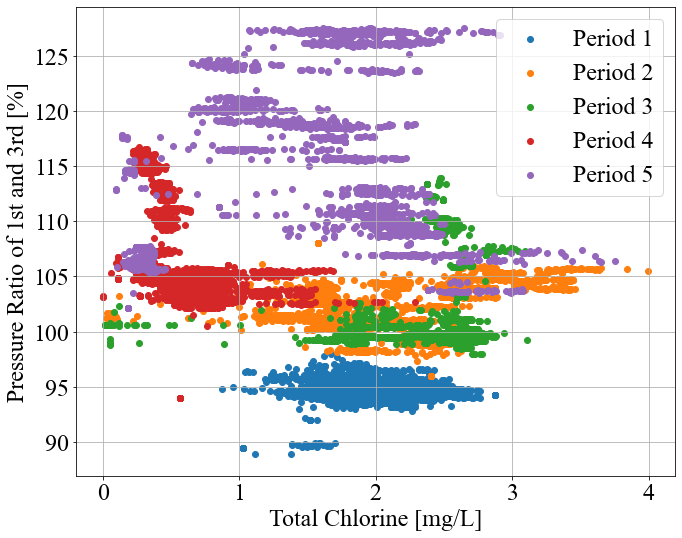 Period 1
Period 2
Period 3
Period 4
Period 5
125
120
115
110
105
100
95
90
Pressure Ratio of 1st and 3rd [%]
0 1 2 3 4
Total Chlorine [mg/L]